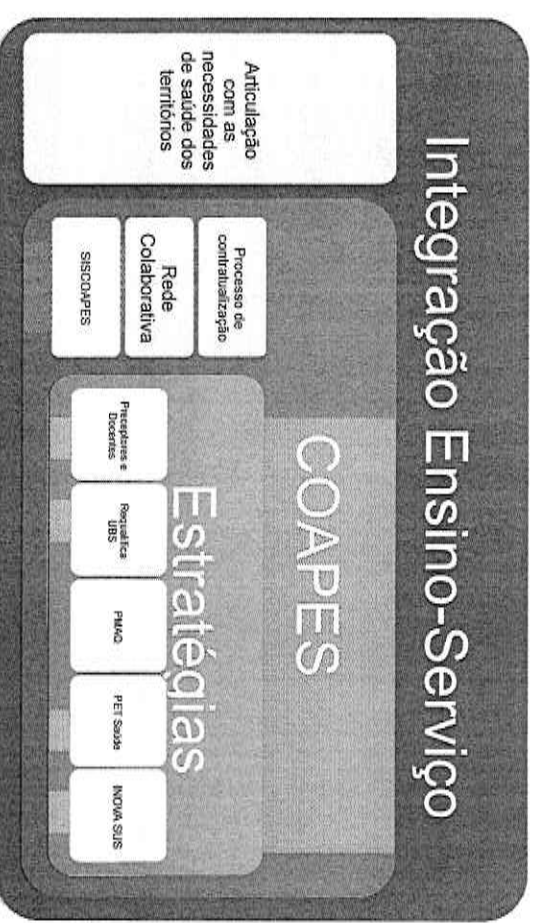 Integração Ensino-Serviço
Articulação
com as
necessidades
de saúde dos
territórios
COAPES
Processo de
contratualização
Rede
Colaborativa
SISCOAPES
Estratégias
Preceptores e
Docentes
Requalifica
UBS
PMAQ
PET Saúde
INOVA SUS